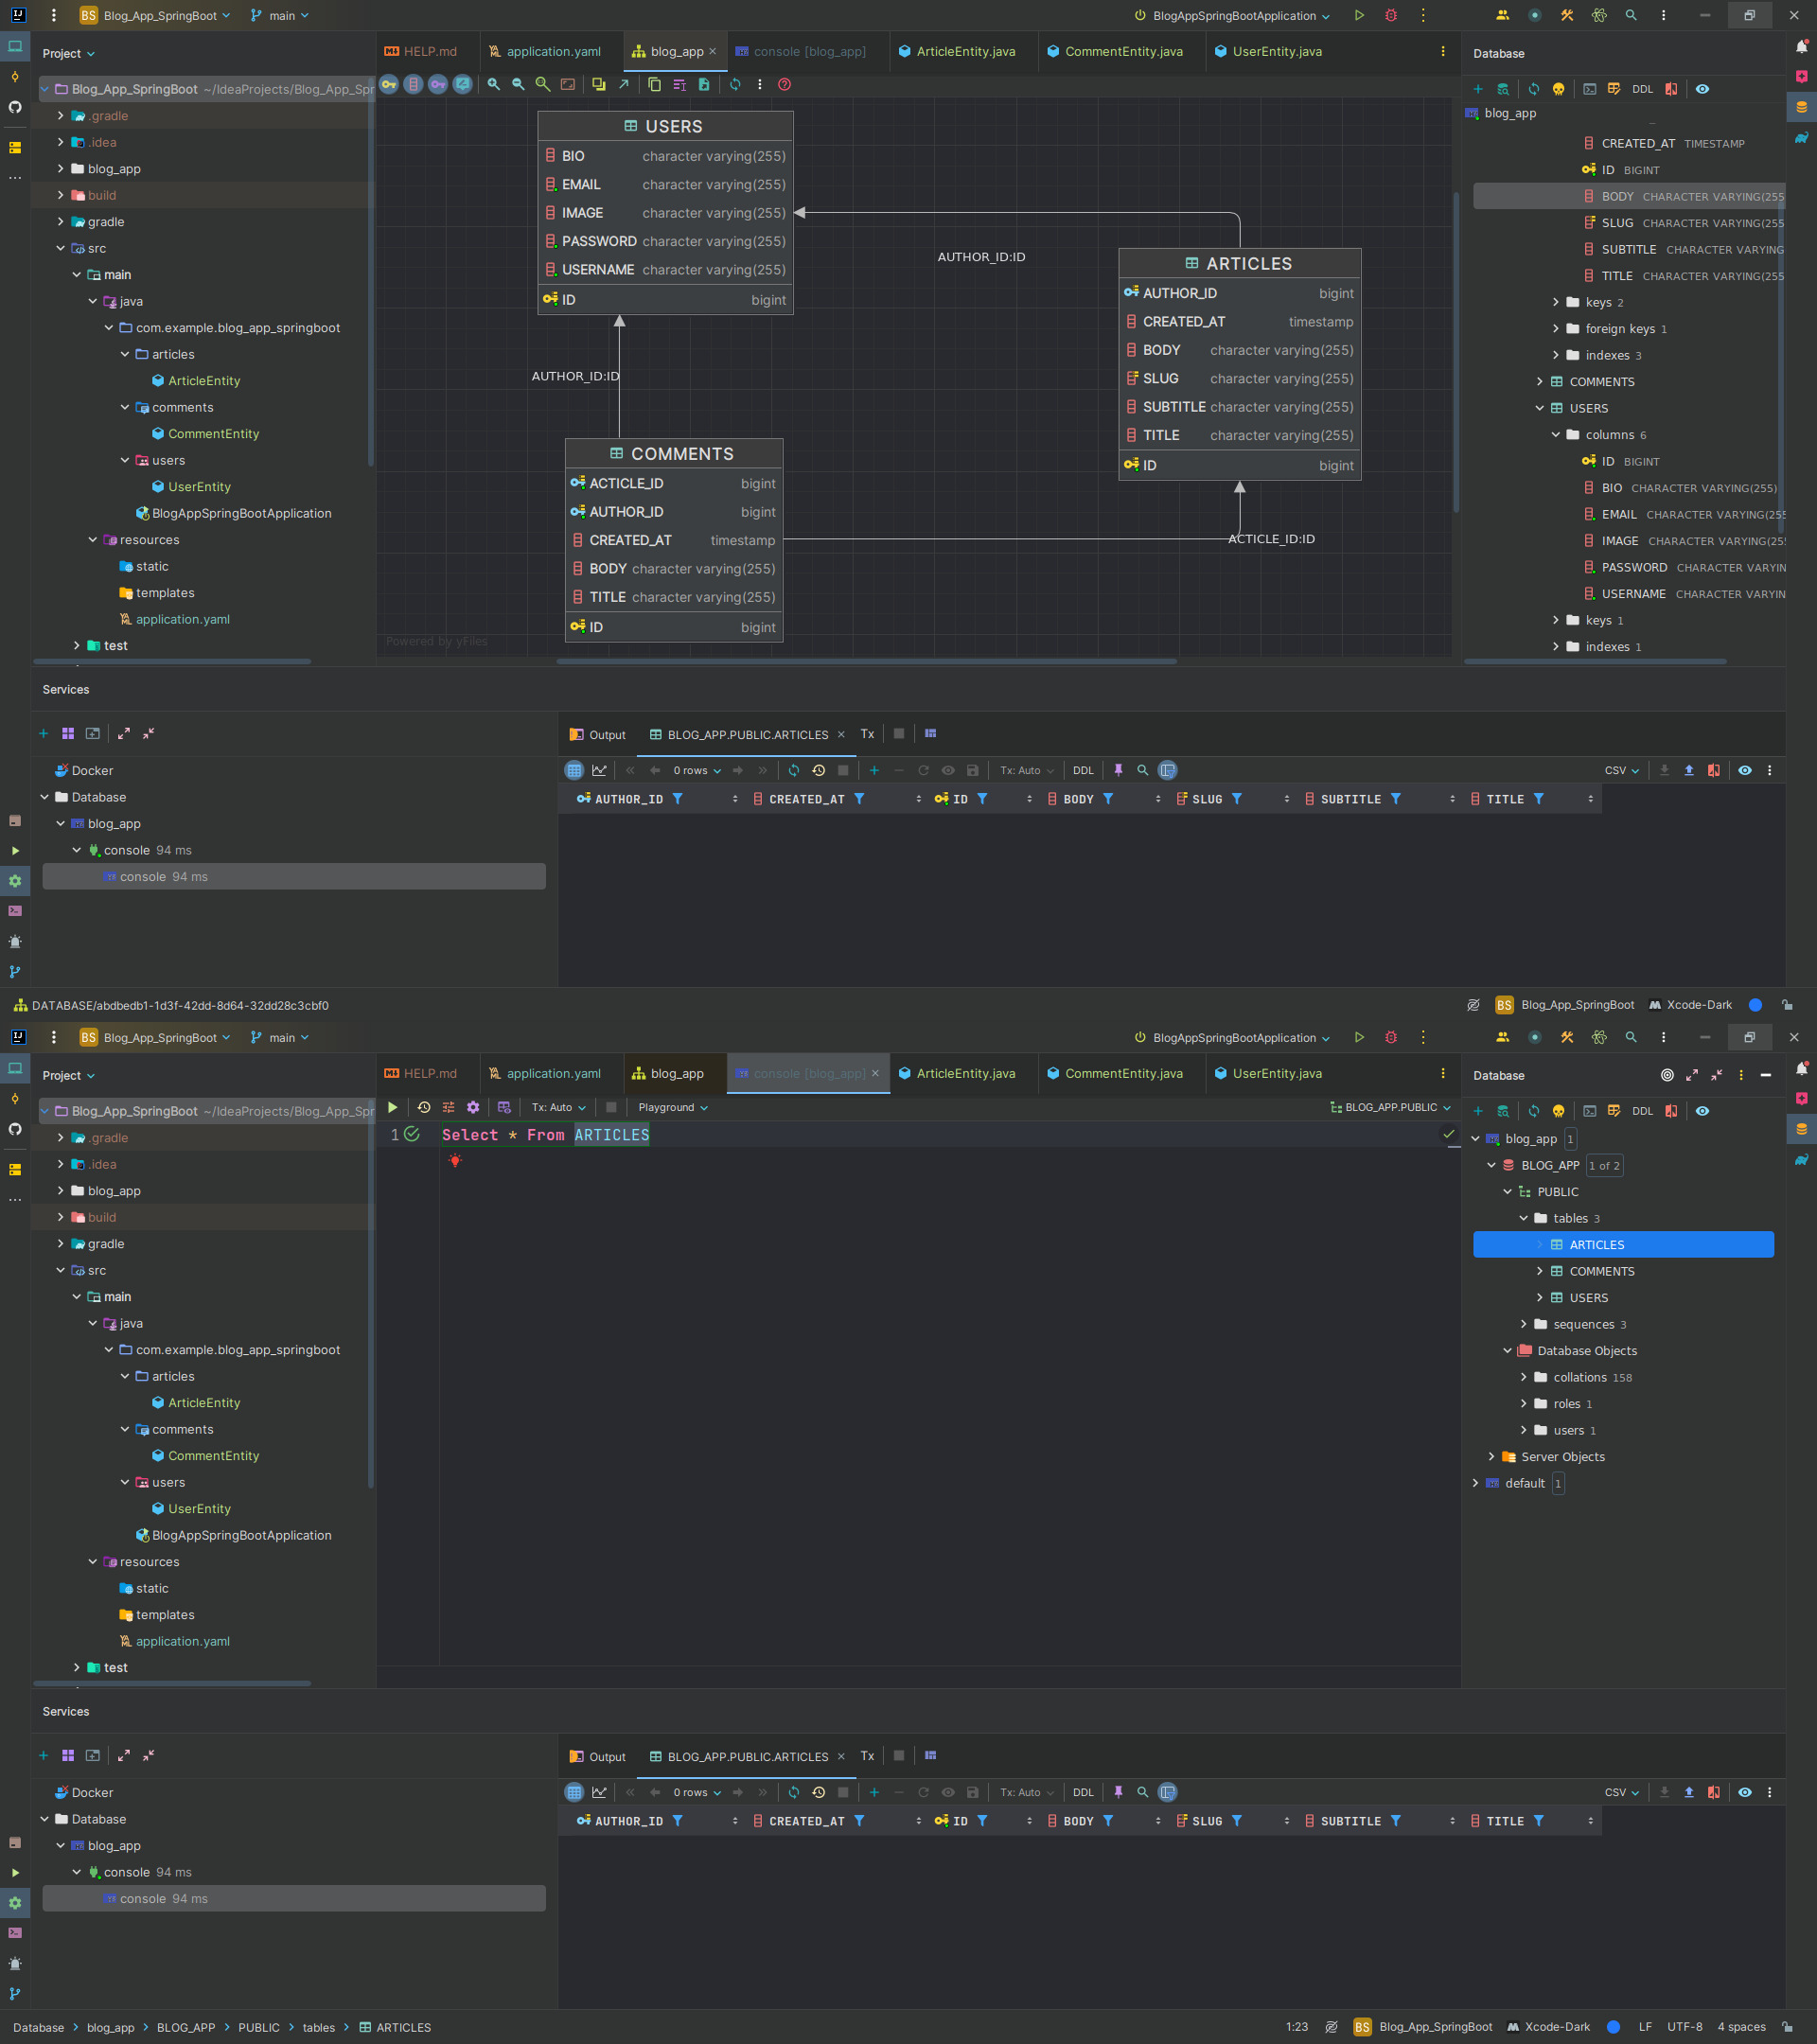 BS Blog_App_SpringBoot main BlogAppSpringBootApplication
Project HELP.md application.yaml blog_app console [blog_app] ArticleEntity.java CommentEntity.java UserEntity.java Database
Blog_App_SpringBoot ~/IdeaProjects/Blog_App_Spr
DDL
.gradle
.idea
blog_app
build
gradle
src
main
java
com.example.blog_app_springboot
articles
ArticleEntity
comments
CommentEntity
users
UserEntity
BlogAppSpringBootApplication
resources
static
templates
application.yaml
test
USERS
BIO character varying(255)
EMAIL character varying(255)
IMAGE character varying(255)
PASSWORD character varying(255)
USERNAME character varying(255)
ID bigint
AUTHOR_ID:ID
AUTHOR_ID:ID
ARTICLES
AUTHOR_ID bigint
CREATED_AT timestamp
BODY character varying(255)
SLUG character varying(255)
SUBTITLE character varying(255)
TITLE character varying(255)
ID bigint
COMMENTS
ACTICLE_ID bigint
AUTHOR_ID bigint
CREATED_AT timestamp
BODY character varying(255)
TITLE character varying(255)
ID bigint
ACTICLE_ID:ID
Powered by yFiles
blog_app
CREATED_AT TIMESTAMP
ID BIGINT
BODY CHARACTER VARYING(255
SLUG CHARACTER VARYING(255
SUBTITLE CHARACTER VARYING
TITLE CHARACTER VARYING(255
keys 2
foreign keys 1
indexes 3
COMMENTS
USERS
columns 6
ID BIGINT
BIO CHARACTER VARYING(255)
EMAIL CHARACTER VARYING(255
IMAGE CHARACTER VARYING(255
PASSWORD CHARACTER VARYIN
USERNAME CHARACTER VARYIN
keys 1
indexes 1
Services
Output BLOG_APP.PUBLIC.ARTICLES Tx
0 rows Tx: Auto DDL CSV
Docker
Database
blog_app
console 94 ms
console 94 ms
AUTHOR_ID CREATED_AT ID BODY SLUG SUBTITLE TITLE
DATABASE/abdbedb1-1d3f-42dd-8d64-32dd28c3cbf0 BS Blog_App_SpringBoot Xcode-Dark
BS Blog_App_SpringBoot main BlogAppSpringBootApplication
Project HELP.md application.yaml blog_app console [blog_app] ArticleEntity.java CommentEntity.java UserEntity.java Database
Blog_App_SpringBoot ~/IdeaProjects/Blog_App_Spr
Tx: Auto Playground BLOG_APP.PUBLIC DDL
1 Select * From ARTICLES
.gradle
.idea
blog_app
build
gradle
src
main
java
com.example.blog_app_springboot
articles
ArticleEntity
comments
CommentEntity
users
UserEntity
BlogAppSpringBootApplication
resources
static
templates
application.yaml
test
blog_app 1
BLOG_APP 1 of 2
PUBLIC
tables 3
ARTICLES
COMMENTS
USERS
sequences 3
Database Objects
collations 158
roles 1
users 1
Server Objects
default 1
Services
Output BLOG_APP.PUBLIC.ARTICLES Tx
0 rows Tx: Auto DDL CSV
Docker
Database
blog_app
console 94 ms
console 94 ms
AUTHOR_ID CREATED_AT ID BODY SLUG SUBTITLE TITLE
Database blog_app BLOG_APP PUBLIC tables ARTICLES 1:23 BS Blog_App_SpringBoot Xcode-Dark LF UTF-8 4 spaces